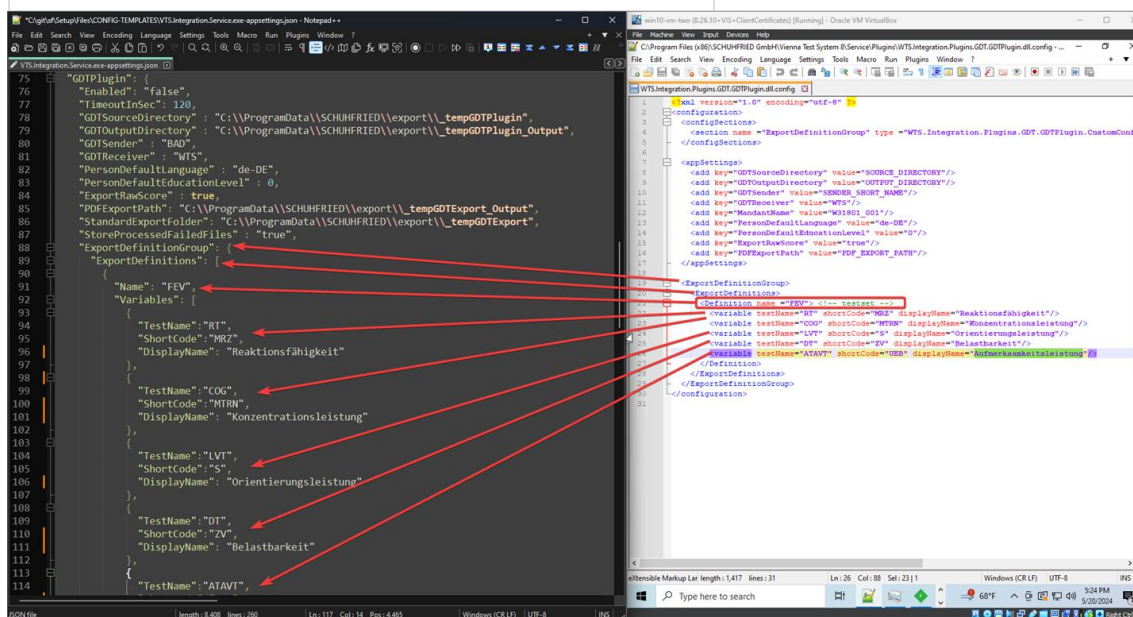 *C:\git\sf\Setup\Files\CONFIG-TEMPLATES\VTS.Integration.Service.exe-appsettings.json - Notepad++
File Edit Search View Encoding Language Settings Tools Macro Run Plugins Window ?
VTS.Integration.Service.exe-appsettings.json
75 "GDTPlugin": {
76 "Enabled": "false",
77 "TimeoutInSec": 120,
78 "GDTSourceDirectory" : "C:\\ProgramData\\SCHUHFRIED\\export\\_tempGDTPlugin",
79 "GDTOutputDirectory" : "C:\\ProgramData\\SCHUHFRIED\\export\\_tempGDTPlugin_Output",
80 "GDTSender" : "BAD",
81 "GDTReceiver" : "WTS",
82 "PersonDefaultLanguage" : "de-DE",
83 "PersonDefaultEducationLevel" : 0,
84 "ExportRawScore" : true,
85 "PDFExportPath": "C:\\ProgramData\\SCHUHFRIED\\export\\_tempGDTExport_Output",
86 "StandardExportFolder": "C:\\ProgramData\\SCHUHFRIED\\export\\_tempGDTExport",
87 "StoreProcessedFailedFiles" : "true",
88 "ExportDefinitionGroup": {
89 "ExportDefinitions": [
90 {
91 "Name": "FEV",
92 "Variables": [
93 {
94 "TestName":"RT",
95 "ShortCode":"MRZ",
96 "DisplayName": "Reaktionsfähigkeit"
97 },
98 {
99 "TestName":"COG",
100 "ShortCode":"MTRN",
101 "DisplayName": "Konzentrationsleistung"
102 },
103 {
104 "TestName":"LVT",
105 "ShortCode":"S",
106 "DisplayName": "Orientierungsleistung"
107 },
108 {
109 "TestName":"DT",
110 "ShortCode":"ZV",
111 "DisplayName": "Belastbarkeit"
112 },
113 {
114 "TestName":"ATAVT",
JSON file length : 8.408 lines : 260 Ln : 117 Col : 14 Pos : 4.465 Windows (CR LF) UTF-8 INS
win10-vm-two (8.26.10+VIS+ClientCertificates) [Running] - Oracle VM VirtualBox
File Machine View Input Devices Help
C:\Program Files (x86)\SCHUHFRIED GmbH\Vienna Test System 8\Service\Plugins\WTS.Integration.Plugins.GDT.GDTPlugin.dll.config - ...
File Edit Search View Encoding Language Settings Tools Macro Run Plugins Window ?
WTS.Integration.Plugins.GDT.GDTPlugin.dll.config
1 <?xml version="1.0" encoding="utf-8" ?>
2 <configuration>
3 <configSections>
4 <section name ="ExportDefinitionGroup" type ="WTS.Integration.Plugins.GDT.GDTPlugin.CustomConf
5 </configSections>
6
7 <appSettings>
8 <add key="GDTSourceDirectory" value="SOURCE_DIRECTORY"/>
9 <add key="GDTOutputDirectory" value="OUTPUT_DIRECTORY"/>
10 <add key="GDTSender" value="SENDER_SHORT_NAME"/>
11 <add key="GDTReceiver" value="WTS"/>
12 <add key="MandantName" value="W31801_001"/>
13 <add key="PersonDefaultLanguage" value="de-DE"/>
14 <add key="PersonDefaultEducationLevel" value="0"/>
15 <add key="ExportRawScore" value="true"/>
16 <add key="PDFExportPath" value="PDF_EXPORT_PATH"/>
17 </appSettings>
<ExportDefinitionGroup>
<ExportDefinitions>
<Definition name ="FEV"> <!-- testset -->
<variable testName="RT" shortCode="MRZ" displayName="Reaktionsfähigkeit"/>
<variable testName="COG" shortCode="MTRN" displayName="Konzentrationsleistung"/>
<variable testName="LVT" shortCode="S" displayName="Orientierungsleistung"/>
<variable testName="DT" shortCode="ZV" displayName="Belastbarkeit"/>
<variable testName="ATAVT" shortCode="UEB" displayName="Aufmerksamkeitsleistung"/>
</Definition>
28 </ExportDefinitions>
29 </ExportDefinitionGroup>
30 </configuration>
31
eXtensible Markup Lar length : 1,417 lines : 31 Ln : 26 Col : 88 Sel : 23 | 1 Windows (CR LF) UTF-8 INS
Type here to search
68°F
5:24 PM
5/20/2024
Right Ctrl